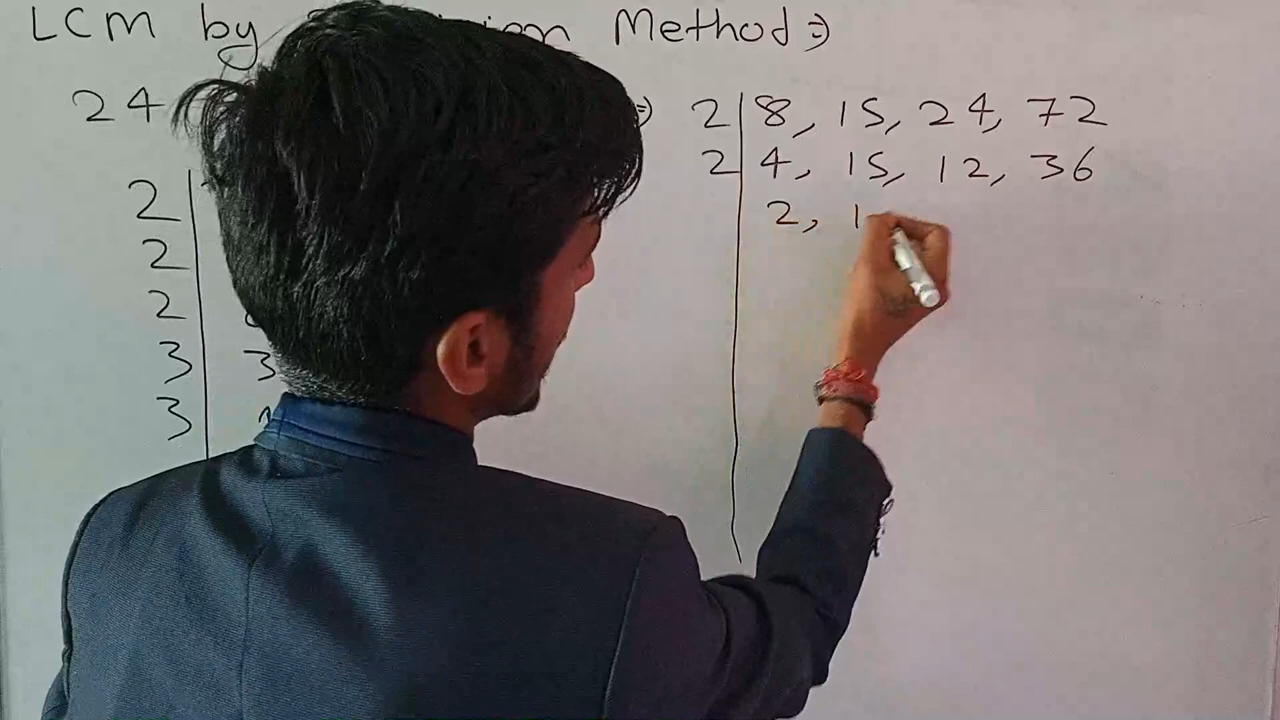 LCM by Method:-
24
2
2
2
3 3
3
2 8, 15, 24, 72
2 4, 15, 12, 36
2, 1